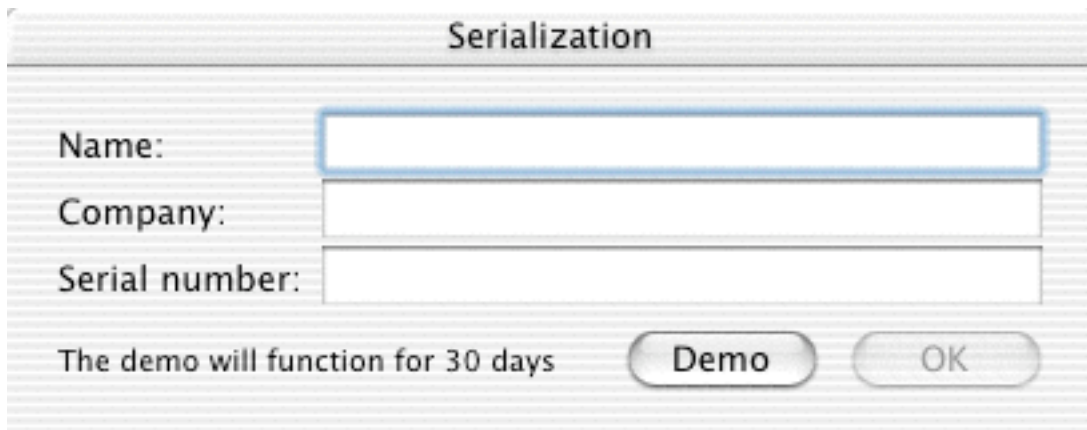 Serialization
Name:
Company:
Serial number:
The demo will function for 30 days Demo OK